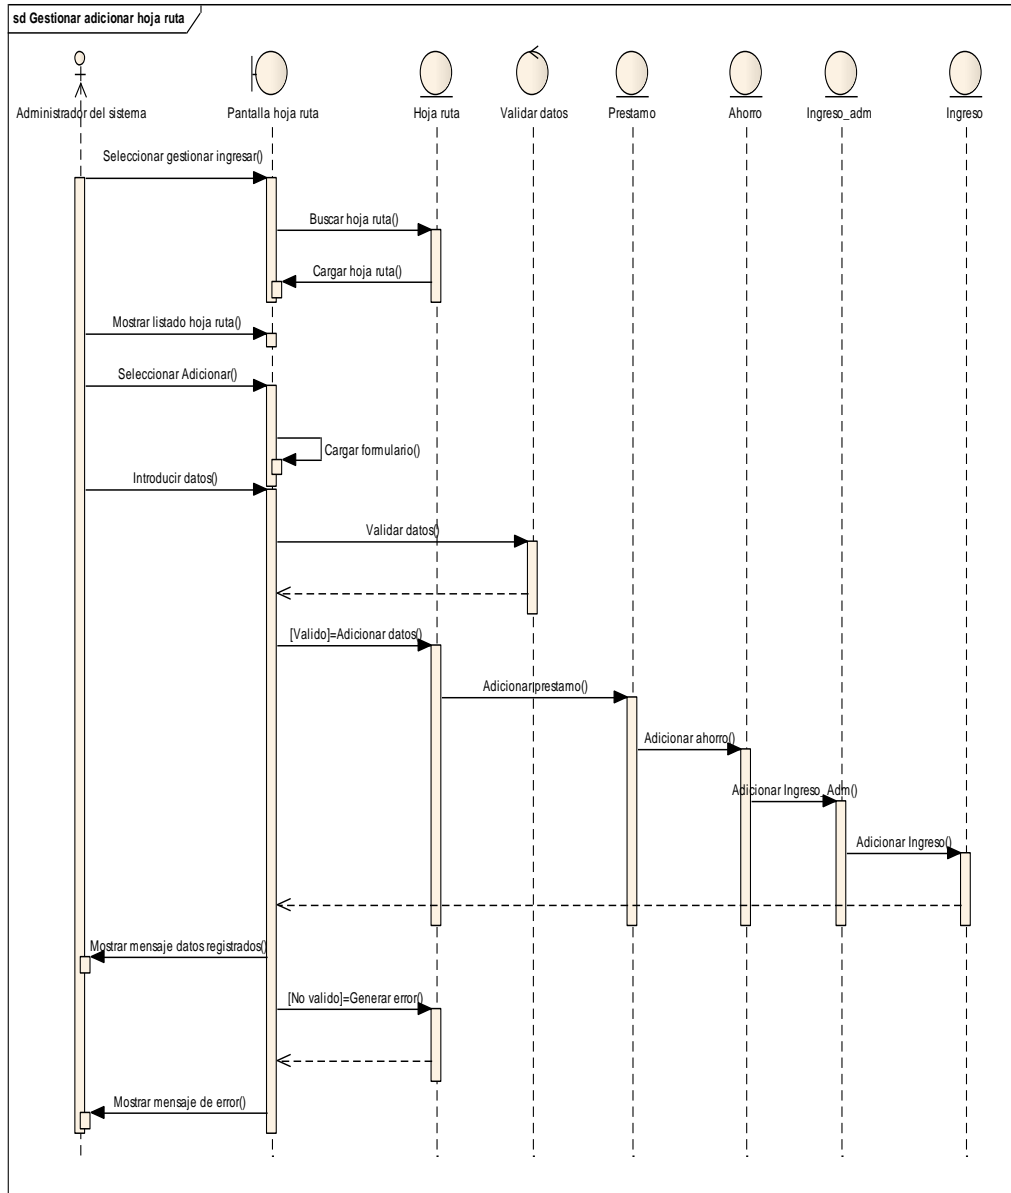 sd Gestionar adicionar hoja ruta
Administrador del sistema
Pantalla hoja ruta
Hoja ruta
Validar datos
Prestamo
Ahorro
Ingreso_adm
Ingreso
Seleccionar gestionar ingresar()
Buscar hoja ruta()
Cargar hoja ruta()
Mostrar listado hoja ruta()
Seleccionar Adicionar()
Cargar formulario()
Introducir datos()
Validar datos()
[Valido]=Adicionar datos()
Adicionar prestamo()
Adicionar ahorro()
Adicionar Ingreso_Adm()
Adicionar Ingreso()
Mostrar mensaje datos registrados()
[No valido]=Generar error()
Mostrar mensaje de error()